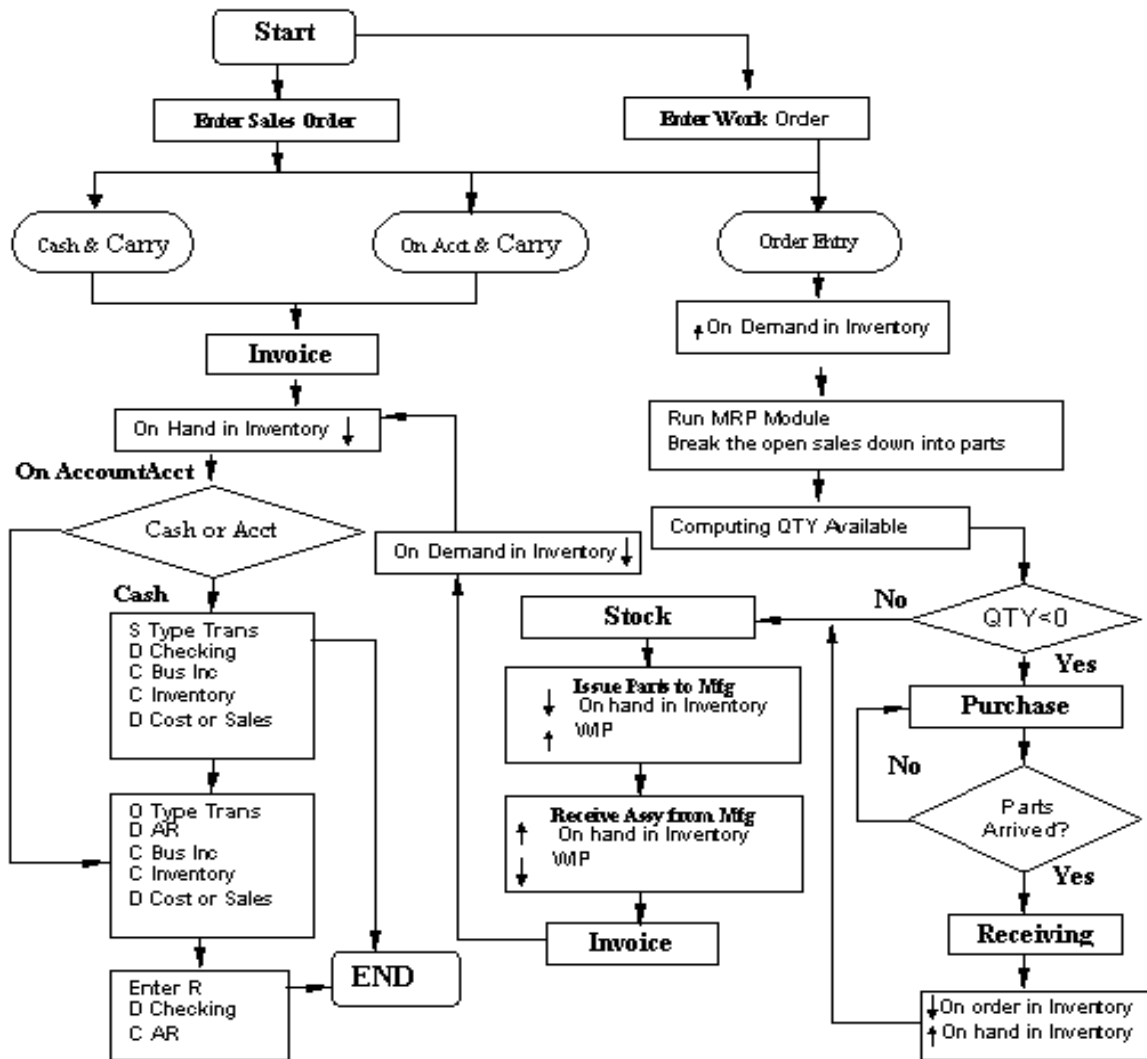 Start
Enter Sales Order
Enter Work Order
Cash & Carry
On Acct & Carry
Order Entry
On Demand in Inventory
Invoice
Run MRP Module
Break the open sales down into parts
On Hand in Inventory
On AccountAcct
Cash or Acct
Computing QTY Available
On Demand in Inventory
Cash
No
QTY<0
Stock
Yes
S Type Trans
D Checking
C Bus Inc
C Inventory
D Cost or Sales
Issue Parts to Mfg
On hand in Inventory
WIP
Purchase
No
Parts
Arrived?
O Type Trans
D AR
C Bus Inc
C Inventory
D Cost or Sales
Receive Assy from Mfg
On hand in Inventory
WIP
Yes
Receiving
Invoice
Enter R
D Checking
C AR
END
On order in Inventory
On hand in Inventory